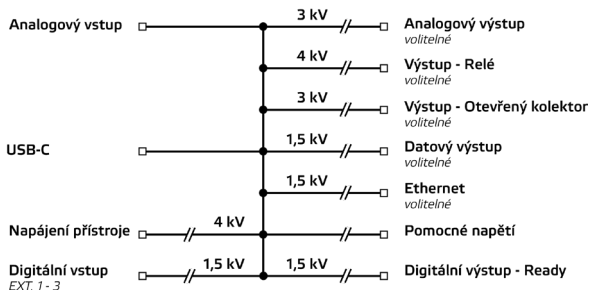 Analogový vstup
3 kV
Analogový výstup
volitelné
4 kV
Výstup - Relé
volitelné
3 kV
Výstup - Otevřený kolektor
volitelné
USB-C
1,5 kV
Datový výstup
volitelné
1,5 kV
Ethernet
volitelné
Napájení přístroje
4 kV
Pomocné napětí
Digitální vstup
EXT. 1 - 3
1,5 kV
1,5 kV
Digitální výstup - Ready